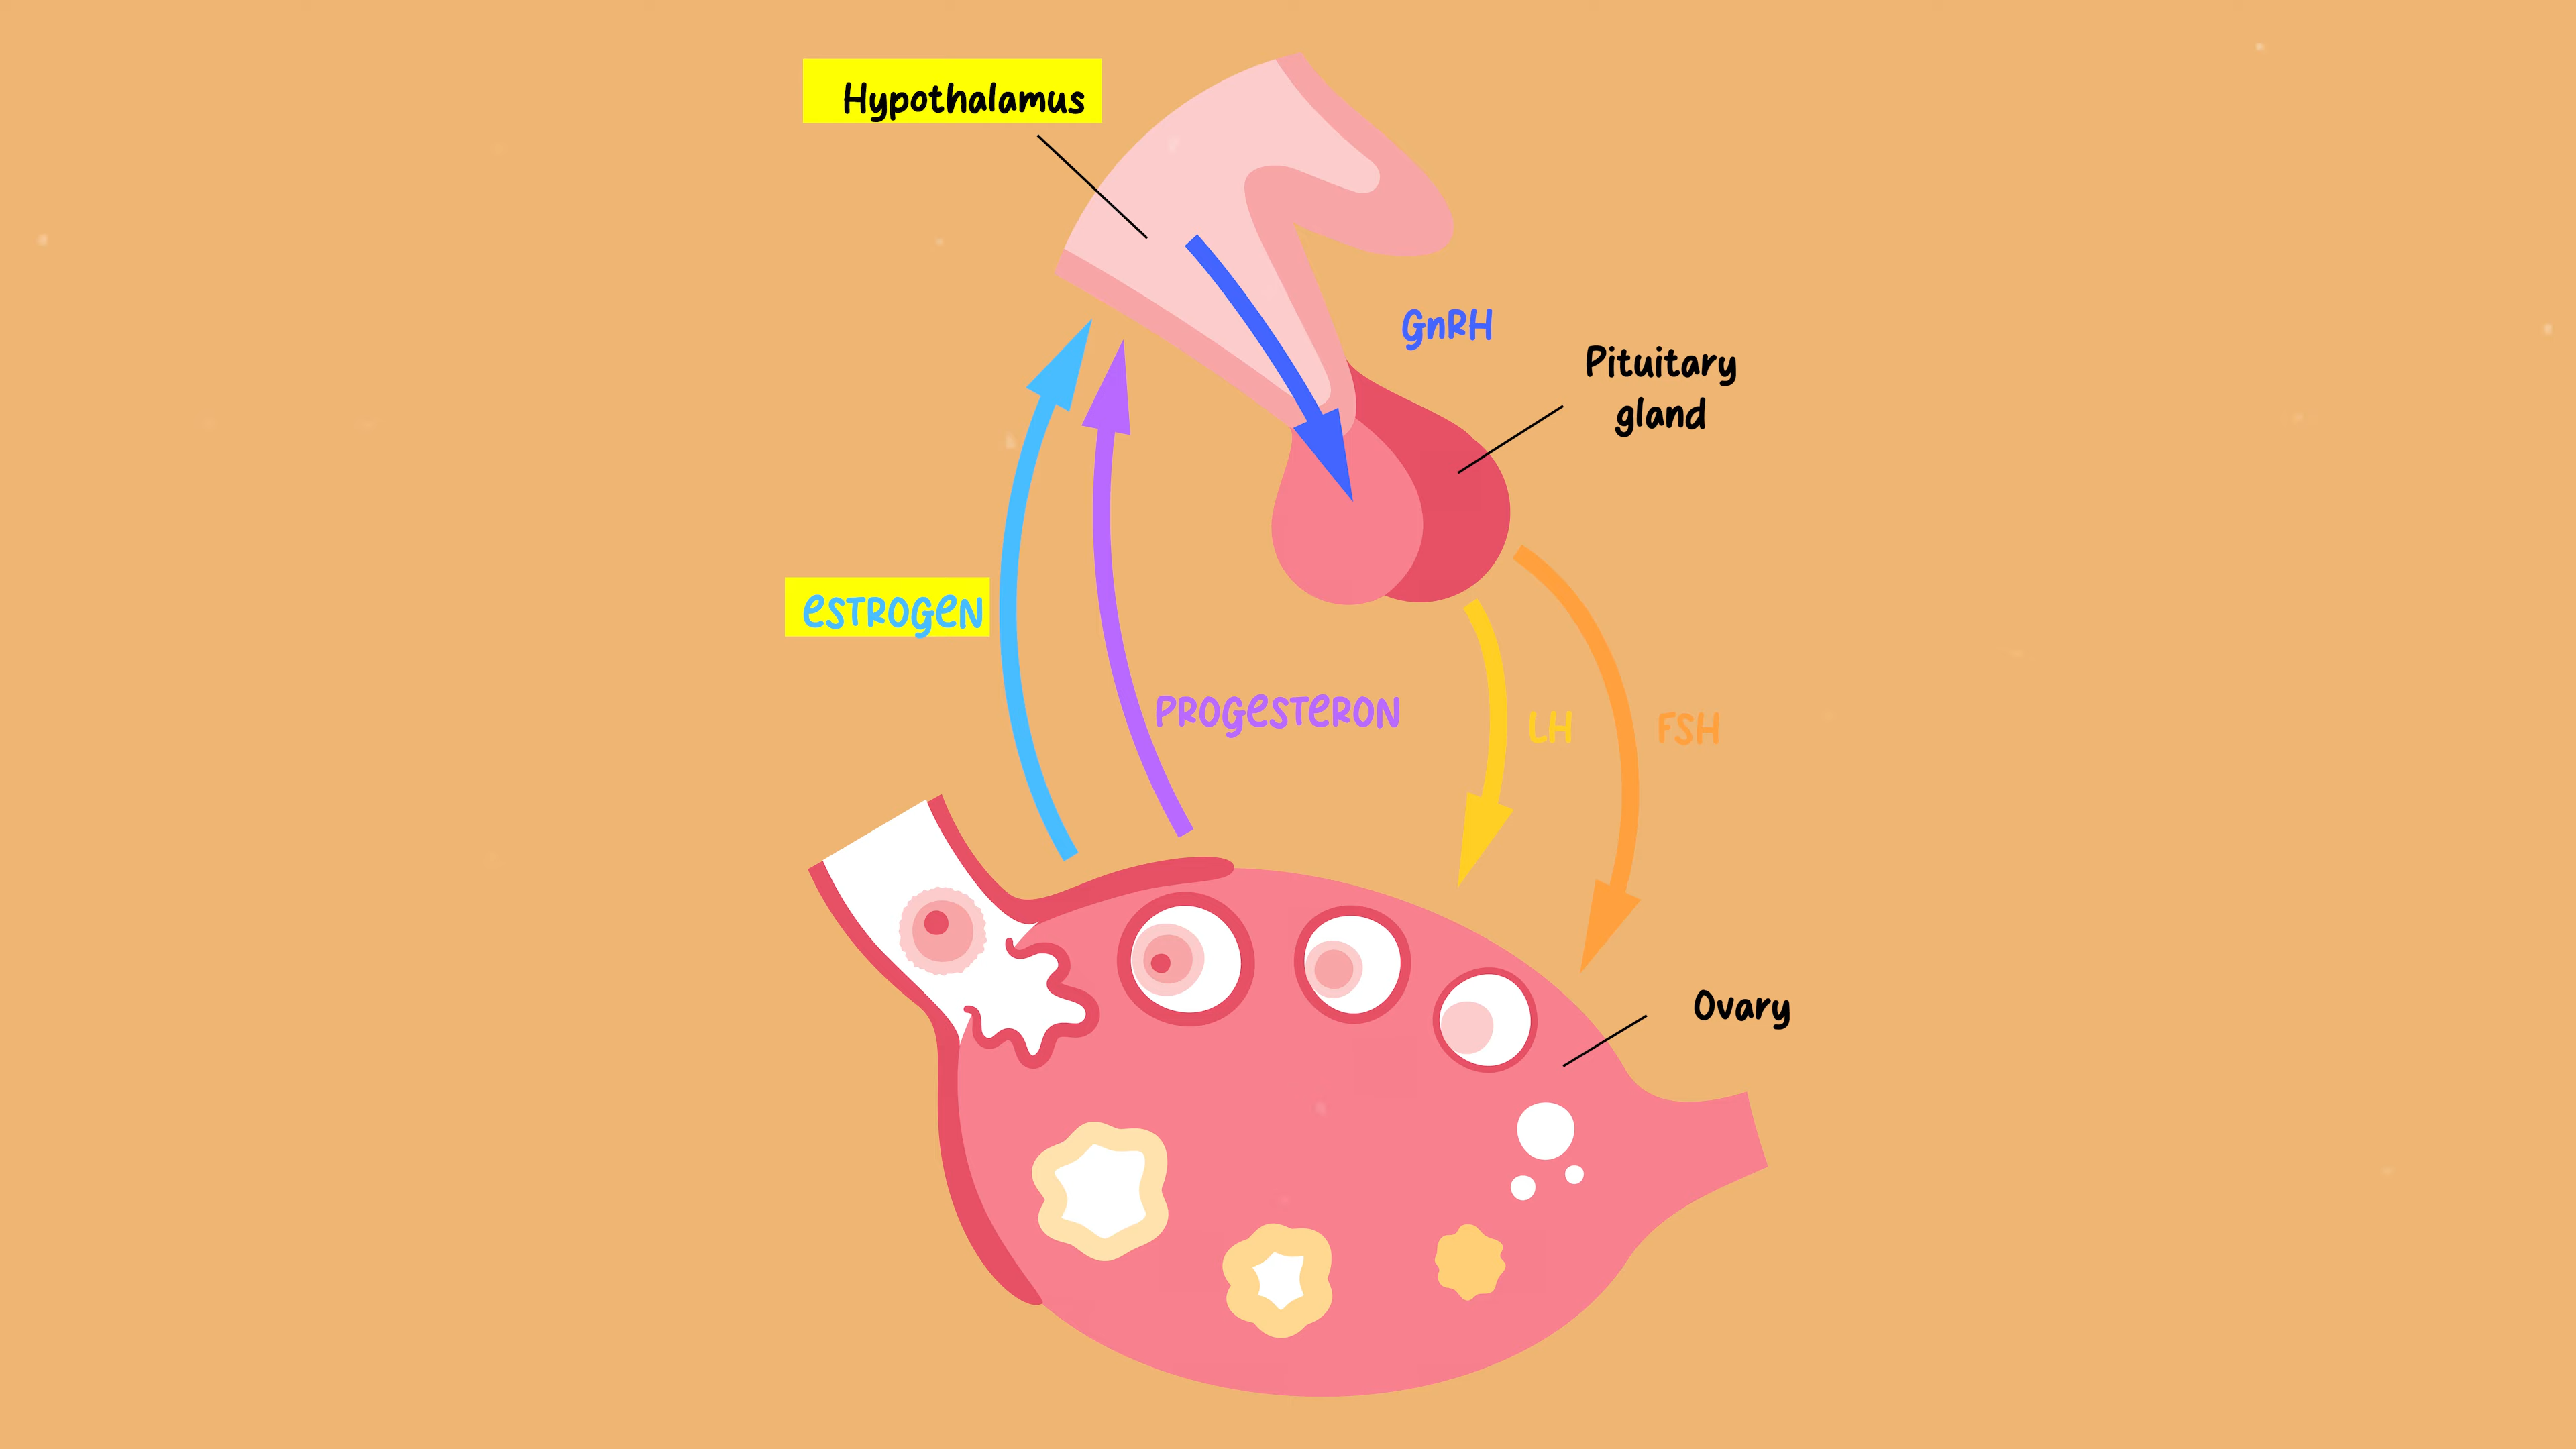 Hypothalamus
GnRH
Pituitary
gland
ESTROGEN
PROGESTERON
LH
FSH
Ovary